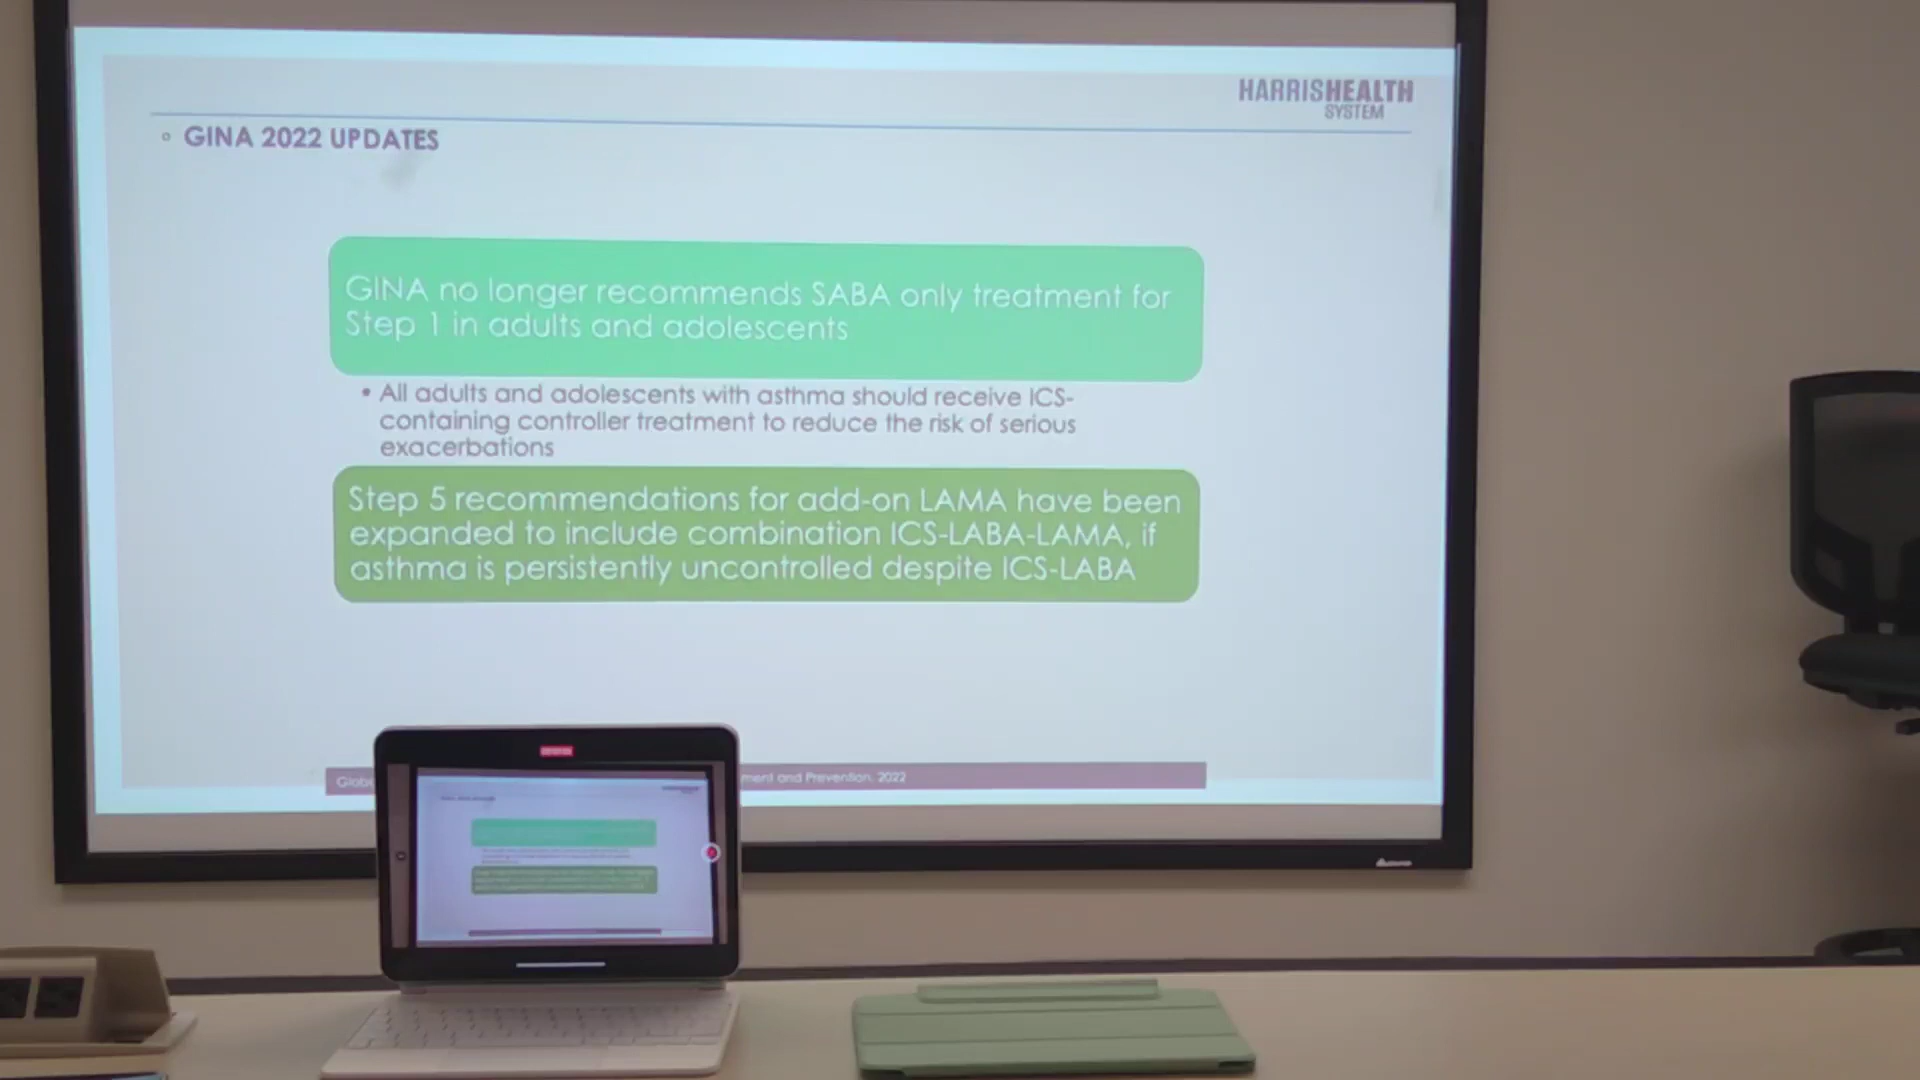 HARRISHEALTH
SYSTEM
GINA 2022 UPDATES
GINA no longer recommends SABA only treatment for
Step 1 in adults and adolescents
• All adults and adolescents with asthma should receive ICS-
containing controller treatment to reduce the risk of serious
exacerbations
Step 5 recommendations for add-on LAMA have been
expanded to include combination ICS-LABA-LAMA, if
asthma is persistently uncontrolled despite ICS-LABA
and Prevention, 2022